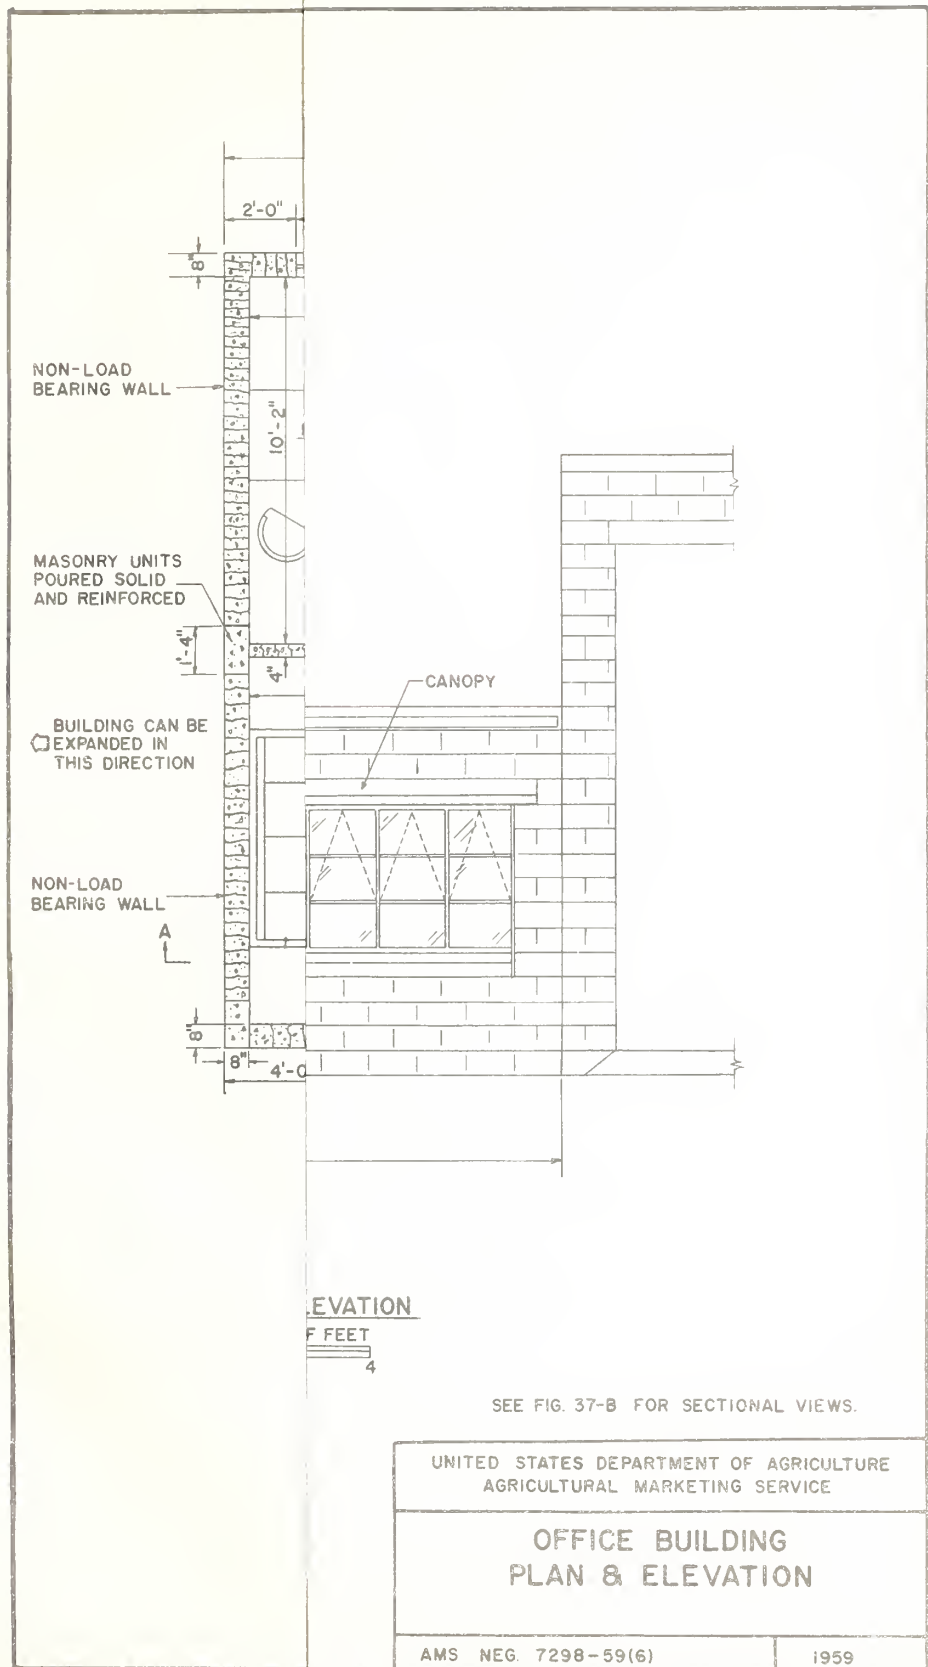 2'-0"
8"
NON-LOAD
BEARING WALL
10'-2"
MASONRY UNITS
POURED SOLID
AND REINFORCED
1'-4"
4"
CANOPY
BUILDING CAN BE
EXPANDED IN
THIS DIRECTION
NON-LOAD
BEARING WALL
A
8"
8"
4'-0
EVATION
F FEET
4
SEE FIG. 37-B FOR SECTIONAL VIEWS.
UNITED STATES DEPARTMENT OF AGRICULTURE
AGRICULTURAL MARKETING SERVICE
OFFICE BUILDING
PLAN & ELEVATION
AMS NEG. 7298-59(6)
1959